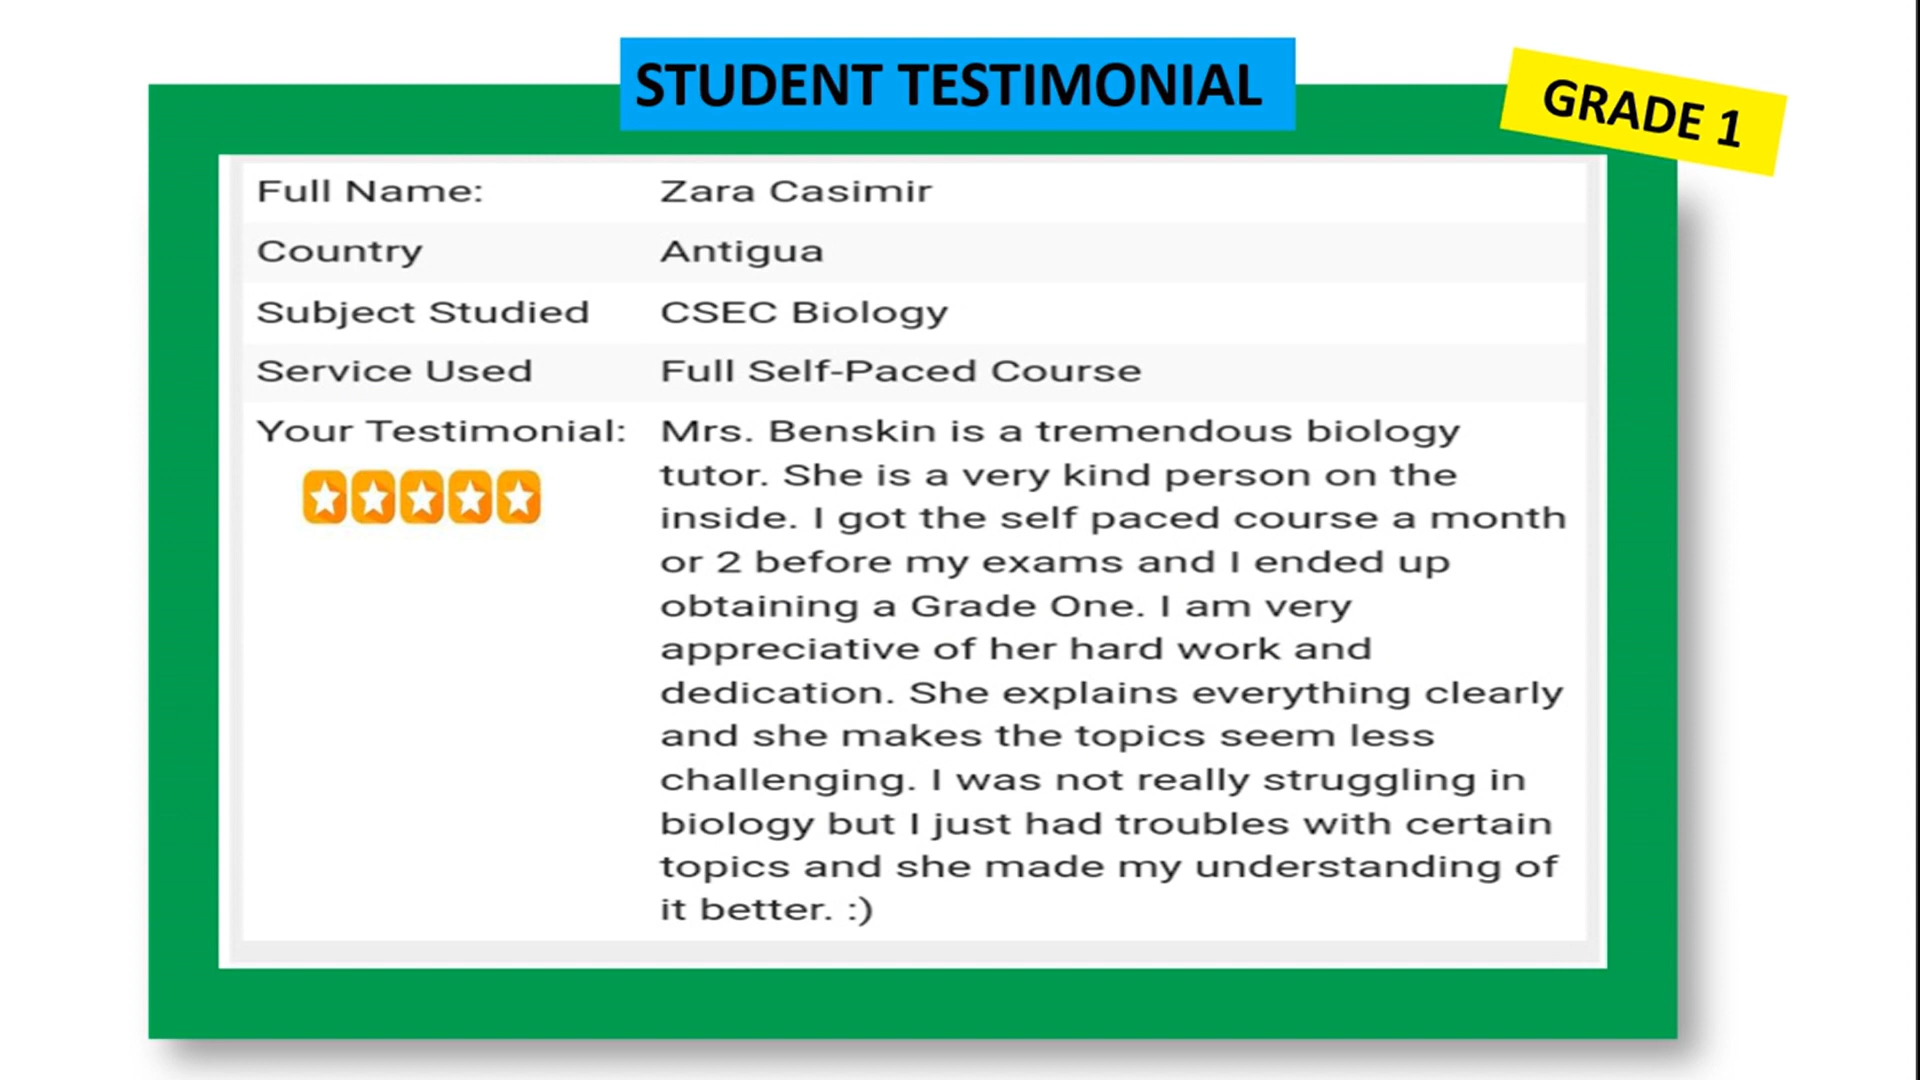 STUDENT TESTIMONIAL
GRADE 1
Full Name: Zara Casimir
Country Antigua
Subject Studied CSEC Biology
Service Used Full Self-Paced Course
Your Testimonial: Mrs. Benskin is a tremendous biology
tutor. She is a very kind person on the
inside. I got the self paced course a month
or 2 before my exams and I ended up
obtaining a Grade One. I am very
appreciative of her hard work and
dedication. She explains everything clearly
and she makes the topics seem less
challenging. I was not really struggling in
biology but I just had troubles with certain
topics and she made my understanding of
it better. :)